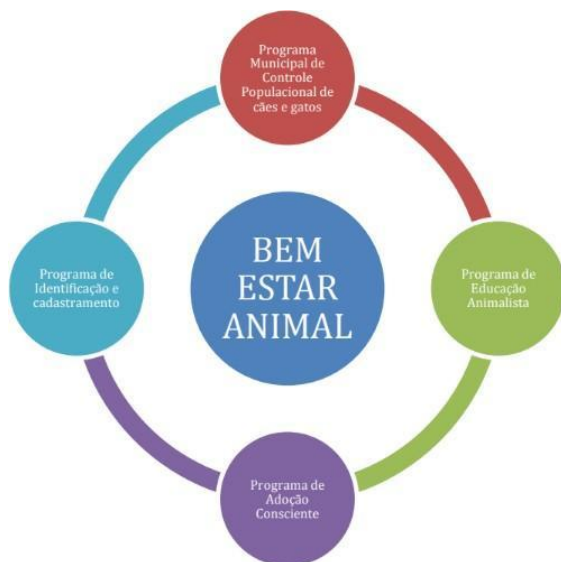 Programa
Municipal de
Controle
Populacional de
cães e gatos
Programa de
Identificação e
cadastramento
BEM
ESTAR
ANIMAL
Programa de
Educação
Animalista
Programa de
Adoção
Consciente